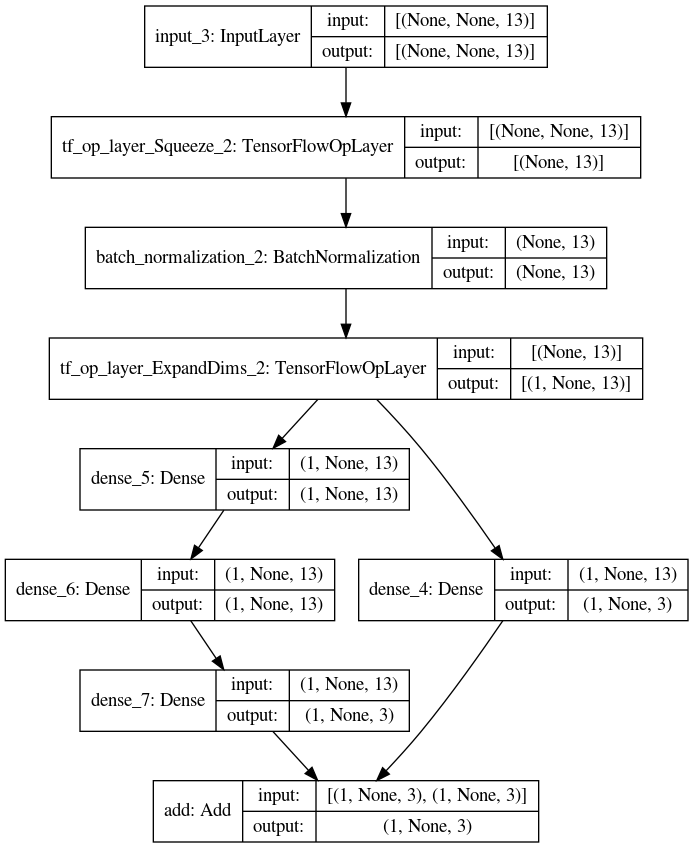 input_3: InputLayer
input:
[(None, None, 13)]
output:
[(None, None, 13)]
tf_op_layer_Squeeze_2: TensorFlowOpLayer
input:
[(None, None, 13)]
output:
[(None, 13)]
batch_normalization_2: BatchNormalization
input:
(None, 13)
output:
(None, 13)
tf_op_layer_ExpandDims_2: TensorFlowOpLayer
input:
[(None, 13)]
output:
[(1, None, 13)]
dense_5: Dense
input:
(1, None, 13)
output:
(1, None, 13)
dense_6: Dense
input:
(1, None, 13)
output:
(1, None, 13)
dense_4: Dense
input:
(1, None, 13)
output:
(1, None, 3)
dense_7: Dense
input:
(1, None, 13)
output:
(1, None, 3)
add: Add
input:
[(1, None, 3), (1, None, 3)]
output:
(1, None, 3)